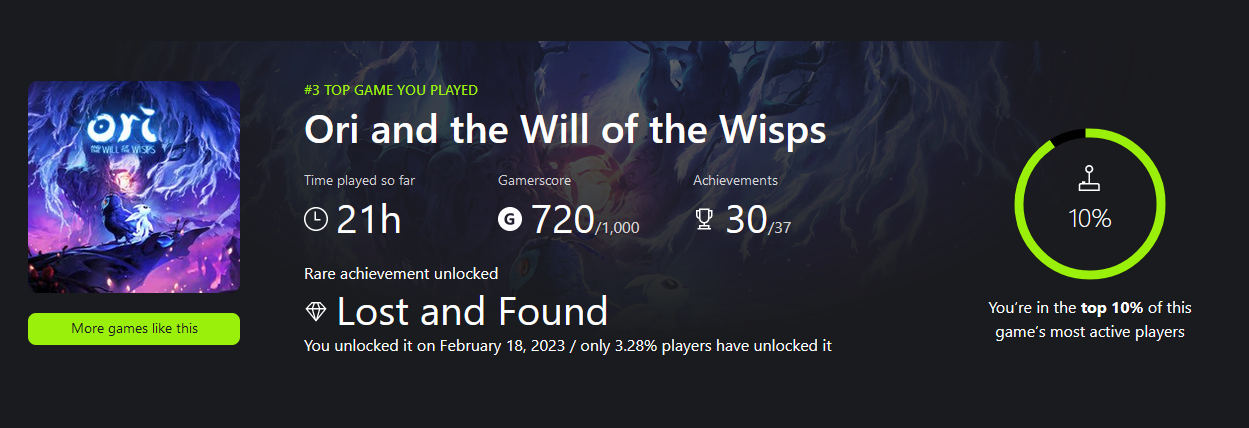 ori
AND THE WILL OF THE WISPS
More games like this
#3 TOP GAME YOU PLAYED
Ori and the Will of the Wisps
Time played so far
21h
Gamerscore
G 720/1,000
Achievements
30/37
Rare achievement unlocked
Lost and Found
You unlocked it on February 18, 2023 / only 3.28% players have unlocked it
10%
You’re in the top 10% of this
game’s most active players